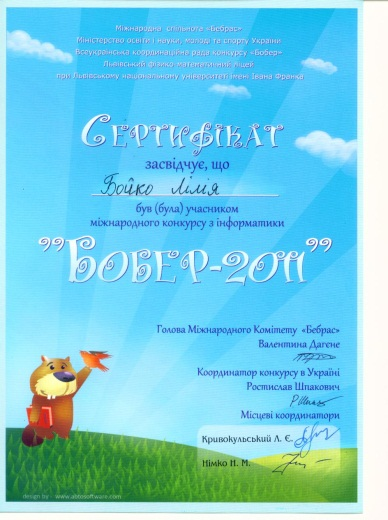 Міжнародна спільнота «Бебрас»
Міністерство освіти і науки, молоді та спорту України
Всеукраїнська координаційна рада конкурсу «Бобер»
Львівський фізико-математичний ліцей
при Львівському національному університеті імені Івана Франка
СЕРТИФІКАТ
засвідчує, що
Бойко Лілія
був (була) учасником
міжнародного конкурсу з інформатики
"БОБЕР-2011"
Голова Міжнародного Комітету «Бебрас»
Валентина Дагєне
Координатор конкурсу в Україні
Ростислав Шпакович
Місцеві координатори
Кривокульський Л. Є.
Німко Н. М.
design by - www.abbisoftware.com